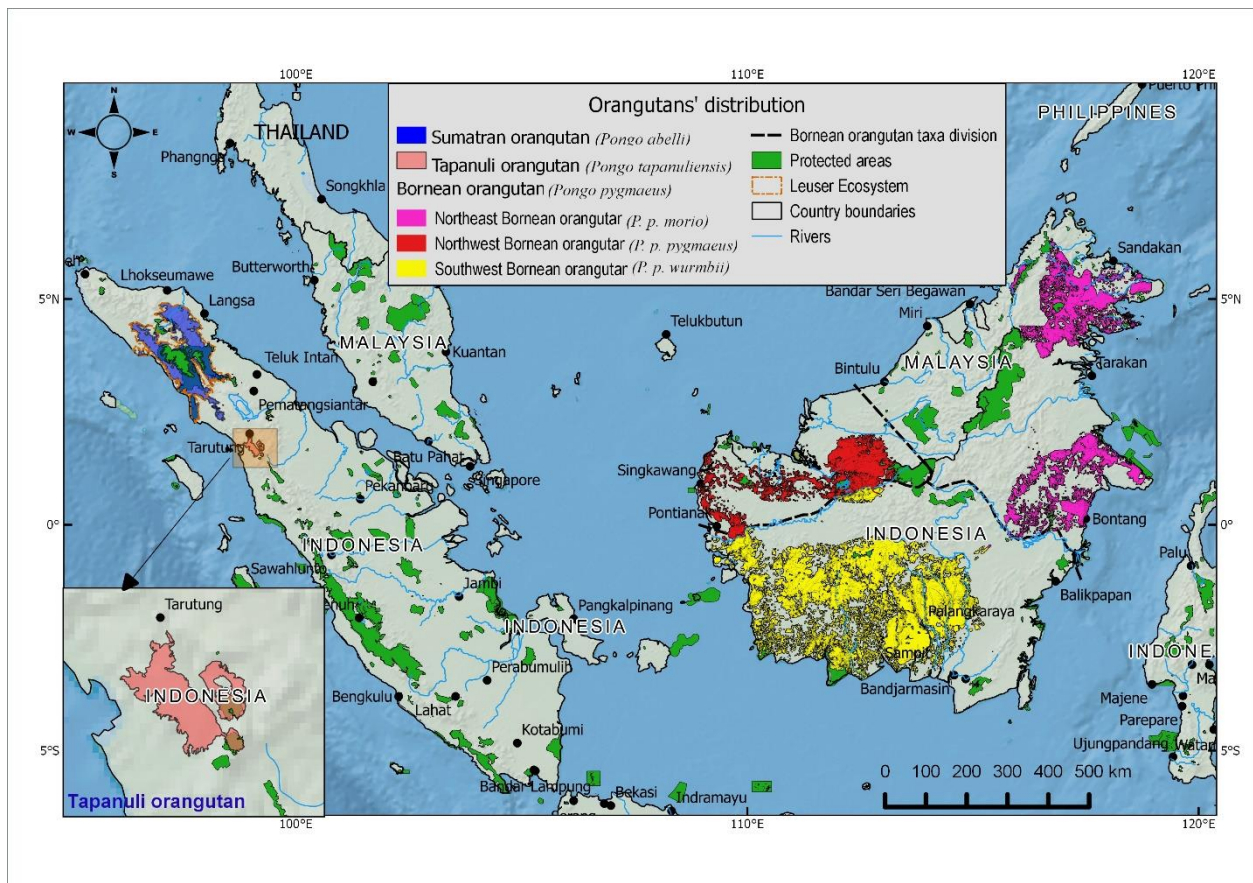 100°E
110°E
120°E
N
W
E
S
THAILAND
Phangnga
Songkhla
Butterworth
Lhokseumawe
Langsa
5°N
MALAYSIA
Kuantan
Teluk Intan
Pematangsiantar
Tarutung
Batu Pahat
Singapore
Pekanbaru
0°
INDONESIA
Sawahlunto
Jambi
Pangkalpinang
INDONESIA
Perabumulih
Bengkulu
Lahat
Kotabumi
Bandar Lampung
Bekasi
Indramayu
Telukbutun
Orangutans' distribution
Sumatran orangutan (Pongo abelli)
Tapanuli orangutan (Pongo tapanuliensis)
Bornean orangutan (Pongo pygmaeus)
Northeast Bornean orangutar (P. p. morio)
Northwest Bornean orangutar (P. p. pygmaeus)
Southwest Bornean orangutar (P. p. wurmbii)
Bornean orangutan taxa division
Protected areas
Leuser Ecosystem
Country boundaries
Rivers
PHILIPPINES
Sandakan
Bandar Seri Begawan
5°N
Miri
MALAYSIA
Tarakan
Bintulu
Singkawang
Pontianak
INDONESIA
Bontang
0°
Palu
Balikpapan
Palangkaraya
Sampit
Bandjarmasin
INDONE
Majene
Parepare
Ujungpandang
5°S
0 100 200 300 400 500 km
Tarutung
INDONESIA
Tapanuli orangutan
100°E
110°E
120°E